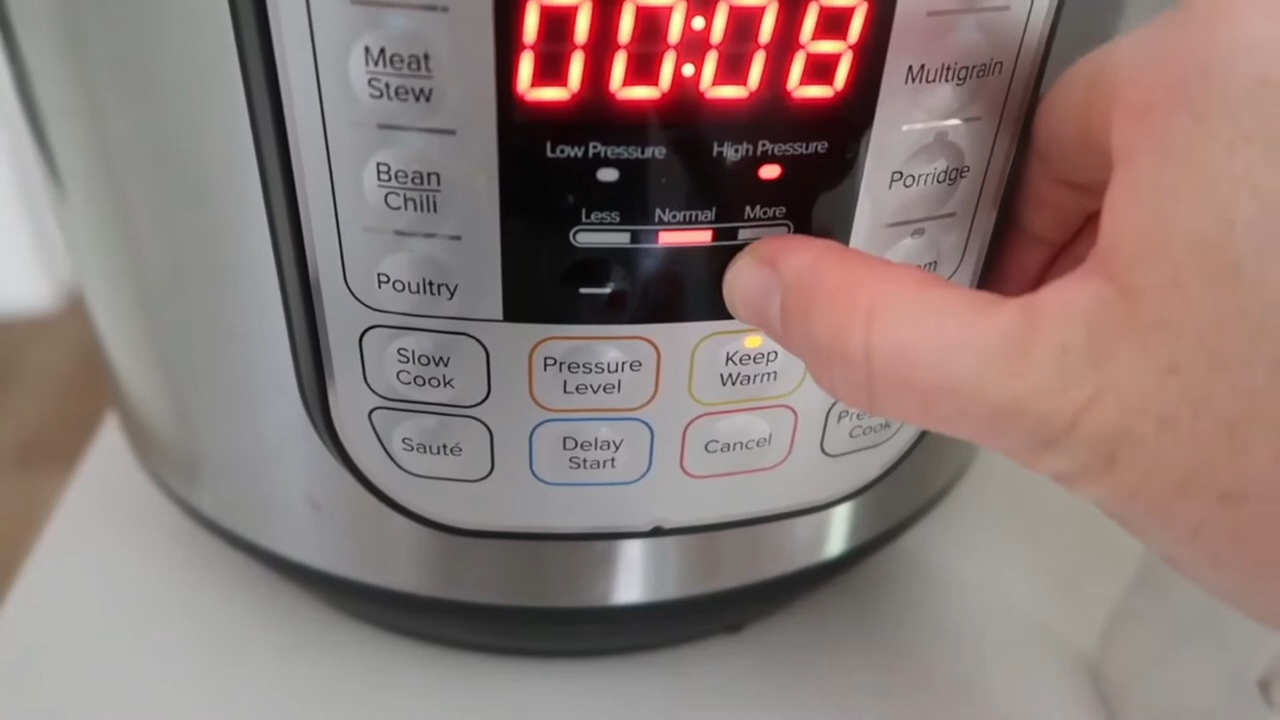 00:08
Meat
Stew
Bean
Chili
Poultry
Low Pressure
High Pressure
Less
Normal
More
–
Multigrain
Porridge
Slow
Cook
Pressure
Level
Keep
Warm
Sauté
Delay
Start
Cancel
Cook